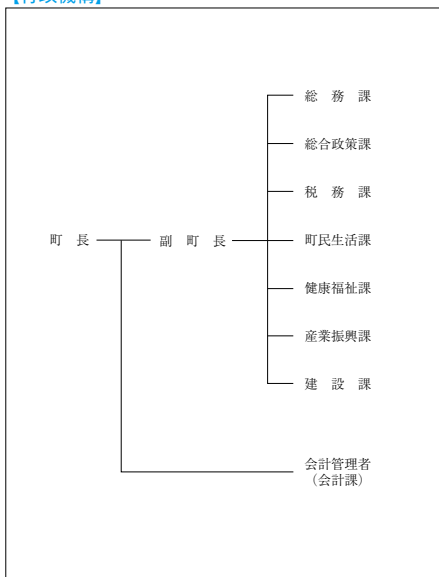 【行政機構】
総務課
総合政策課
税務課
町長 副町長 町民生活課
健康福祉課
産業振興課
建設課
会計管理者
(会計課)